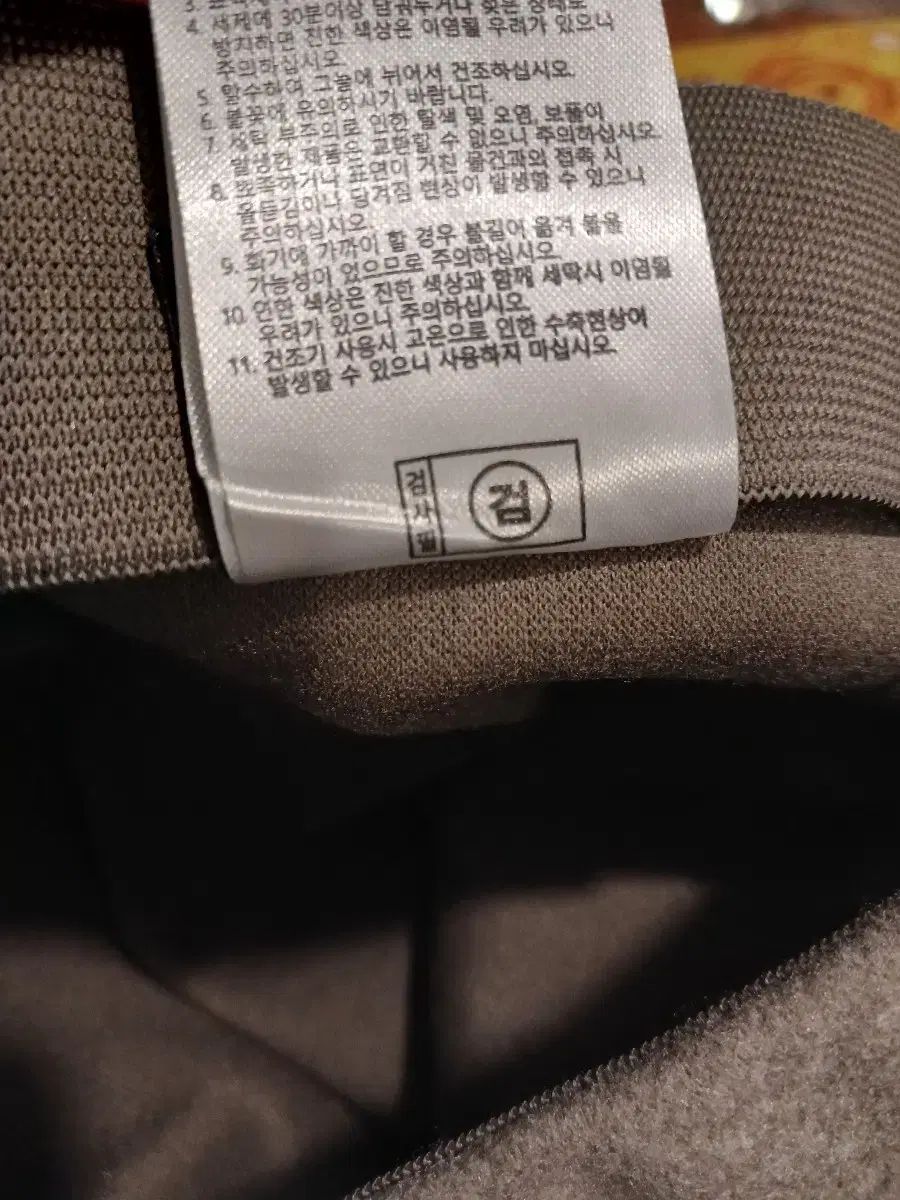 4. 세제에 30분이상 담궈두거나 젖은 상태로
방치하면 진한 색상은 이염될 우려가 있으니
주의하십시오.
5. 탈수하여 그늘에 뉘어서 건조하십시오.
6. 불꽃에 유의하시기 바랍니다.
7. 취급 부주의로 인한 탈색 및 오염, 보풀이
발생한 제품은 교환할 수 없으니 주의하십시오.
8. 분폭하거나 표면이 거친 물건과의 접촉 시
올뜯김이나 당겨짐 현상이 발생할 수 있으니
주의하십시오.
9. 화기에 가까이 할 경우 불길이 옮겨 붙을
가능성이 있으므로 주의하십시오.
10. 연한 색상은 진한 색상과 함께 세탁시 이염될
우려가 있으니 주의하십시오.
11. 건조기 사용시 고온으로 인한 수축현상이
발생할 수 있으니 사용하지 마십시오.
검사필
검